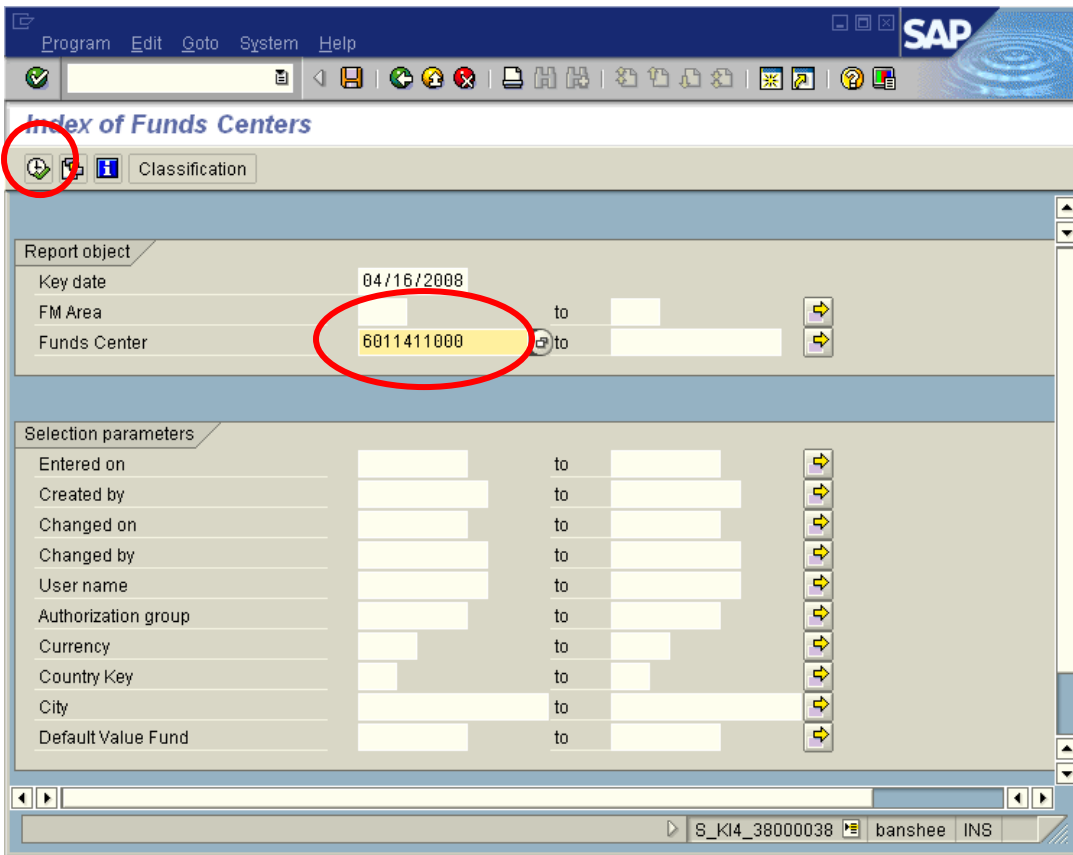 Program Edit Goto System Help
SAP
Index of Funds Centers
Classification
Report object
Key date 04/16/2008
FM Area to
Funds Center 6011411000 to
Selection parameters
Entered on to
Created by to
Changed on to
Changed by to
User name to
Authorization group to
Currency to
Country Key to
City to
Default Value Fund to
S_KI4_38000038 banshee INS